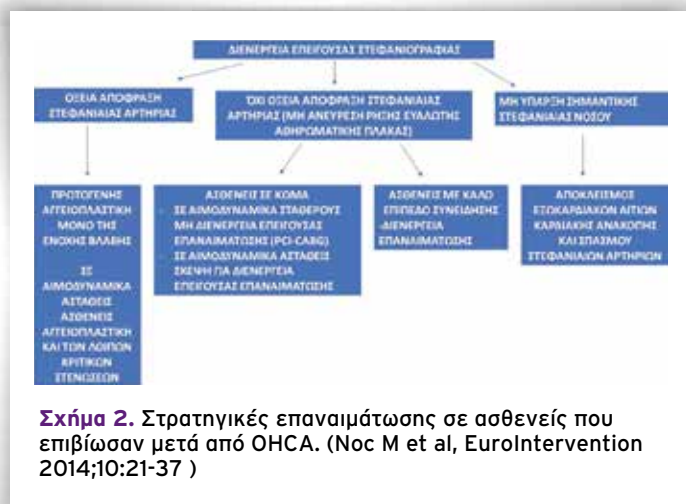 ΔΙΕΝΕΡΓΕΙΑ ΕΠΕΙΓΟΥΣΑΣ ΣΤΕΦΑΝΙΟΓΡΑΦΙΑΣ
ΟΞΕΙΑ ΑΠΟΦΡΑΞΗ
ΣΤΕΦΑΝΙΑΙΑΣ ΑΡΤΗΡΙΑΣ
ΌΧΙ ΟΞΕΙΑ ΑΠΟΦΡΑΞΗ ΣΤΕΦΑΝΙΑΙΑΣ
ΑΡΤΗΡΙΑΣ (ΜΗ ΑΝΕΥΡΕΣΗ ΡΗΞΗΣ ΕΥΑΛΩΤΗΣ
ΑΘΗΡΩΜΑΤΙΚΗΣ ΠΛΑΚΑΣ)
ΜΗ ΥΠΑΡΞΗ ΣΗΜΑΝΤΙΚΗΣ
ΣΤΕΦΑΝΙΑΙΑΣ ΝΟΣΟΥ
ΠΡΩΤΟΓΕΝΗΣ
ΑΓΓΕΙΟΠΛΑΣΤΙΚΗ
ΜΟΝΟ ΤΗΣ
ΕΝΟΧΗΣ ΒΛΑΒΗΣ
ΣΕ
ΑΙΜΟΔΥΝΑΜΙΚΑ
ΑΣΤΑΘΕΙΣ
ΑΣΘΕΝΕΙΣ
ΑΓΓΕΙΟΠΛΑΣΤΙΚΗ
ΚΑΙ ΤΩΝ ΛΟΙΠΩΝ
ΚΡΙΤΙΚΩΝ
ΣΤΕΝΩΣΕΩΝ
ΑΣΘΕΝΕΙΣ ΣΕ ΚΩΜΑ
- ΣΕ ΑΙΜΟΔΥΝΑΜΙΚΑ ΣΤΑΘΕΡΟΥΣ
ΜΗ ΔΙΕΝΕΡΓΕΙΑ ΕΠΕΙΓΟΥΣΑΣ
ΕΠΑΝΑΙΜΑΤΩΣΗΣ (PCI-CABG)
- ΣΕ ΑΙΜΟΔΥΝΑΜΙΚΑ ΑΣΤΑΘΕΙΣ
ΣΚΕΨΗ ΓΙΑ ΔΙΕΝΕΡΓΕΙΑ
ΕΠΕΙΓΟΥΣΑΣ ΕΠΑΝΑΙΜΑΤΩΣΗΣ
ΑΣΘΕΝΕΙΣ ΜΕ ΚΑΛΟ
ΕΠΙΠΕΔΟ ΣΥΝΕΙΔΗΣΗΣ
-ΔΙΕΝΕΡΓΕΙΑ
ΕΠΑΝΑΙΜΑΤΩΣΗΣ
ΑΠΟΚΛΕΙΣΜΟΣ
ΕΞΩΚΑΡΔΙΑΚΩΝ ΑΙΤΙΩΝ
ΚΑΡΔΙΑΚΗΣ ΑΝΑΚΟΠΗΣ
ΚΑΙ ΣΠΑΣΜΟΥ
ΣΤΕΦΑΝΙΑΙΩΝ ΑΡΤΗΡΙΩΝ
Σχήμα 2. Στρατηγικές επαναιμάτωσης σε ασθενείς που
επιβίωσαν μετά από OHCA. (Noc M et al, EuroIntervention
2014;10:21-37 )